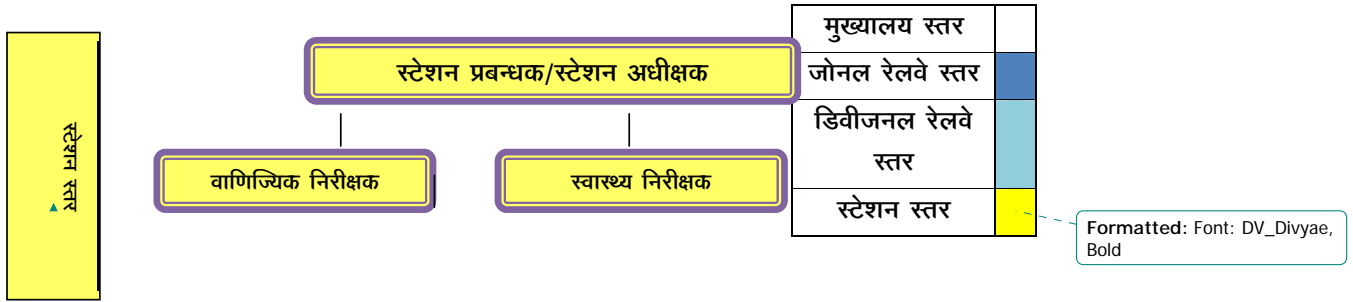 स्टेशन स्तर
स्टेशन प्रबन्धक/स्टेशन अधीक्षक
वाणिज्यिक निरीक्षक
स्वास्थ्य निरीक्षक
मुख्यालय स्तर
जोनल रेलवे स्तर
डिवीजनल रेलवे
स्तर
स्टेशन स्तर
Formatted: Font: DV_Divyae,
Bold